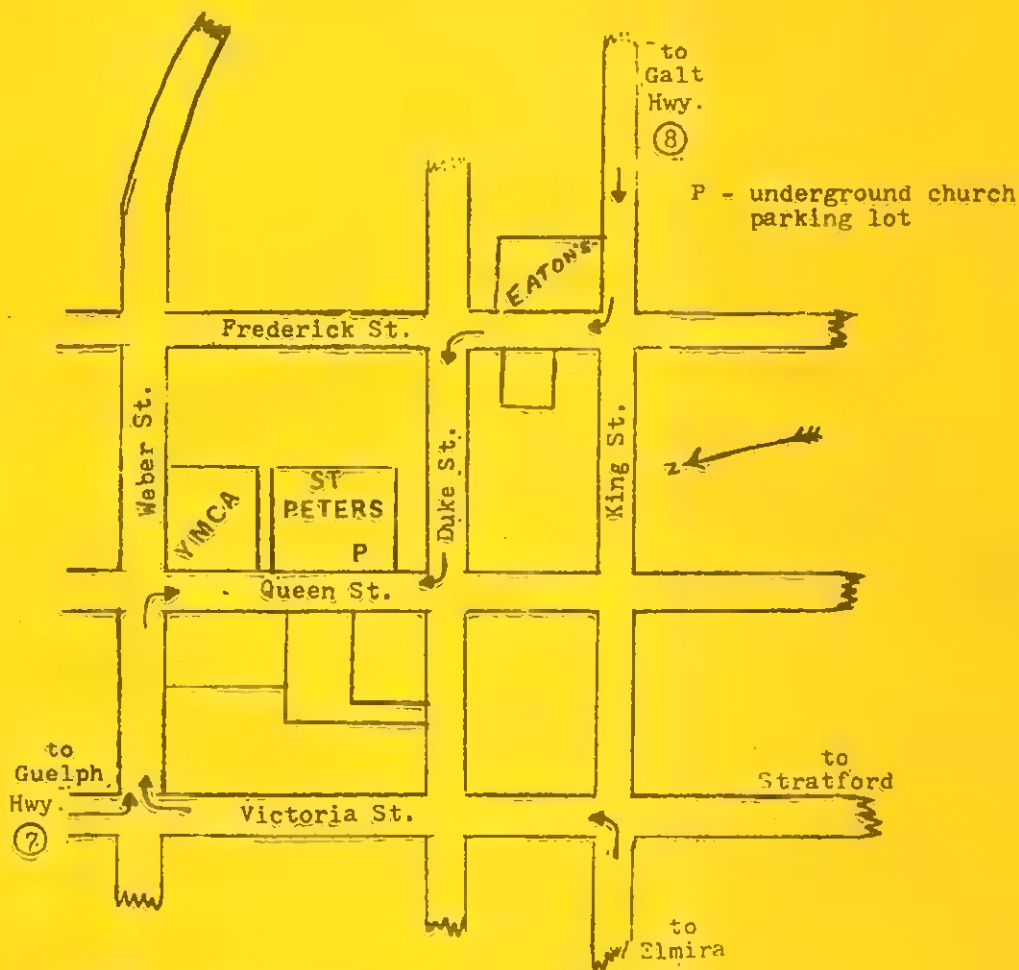 to
Galt
Hwy.
8
P - underground church
parking lot
EATON'S
Frederick St.
Weber St.
Duke St.
King St.
N
YMCA
ST
PETERS
P
Queen St.
to
Guelph
Hwy.
7
Victoria St.
to
Stratford
to
Elmira